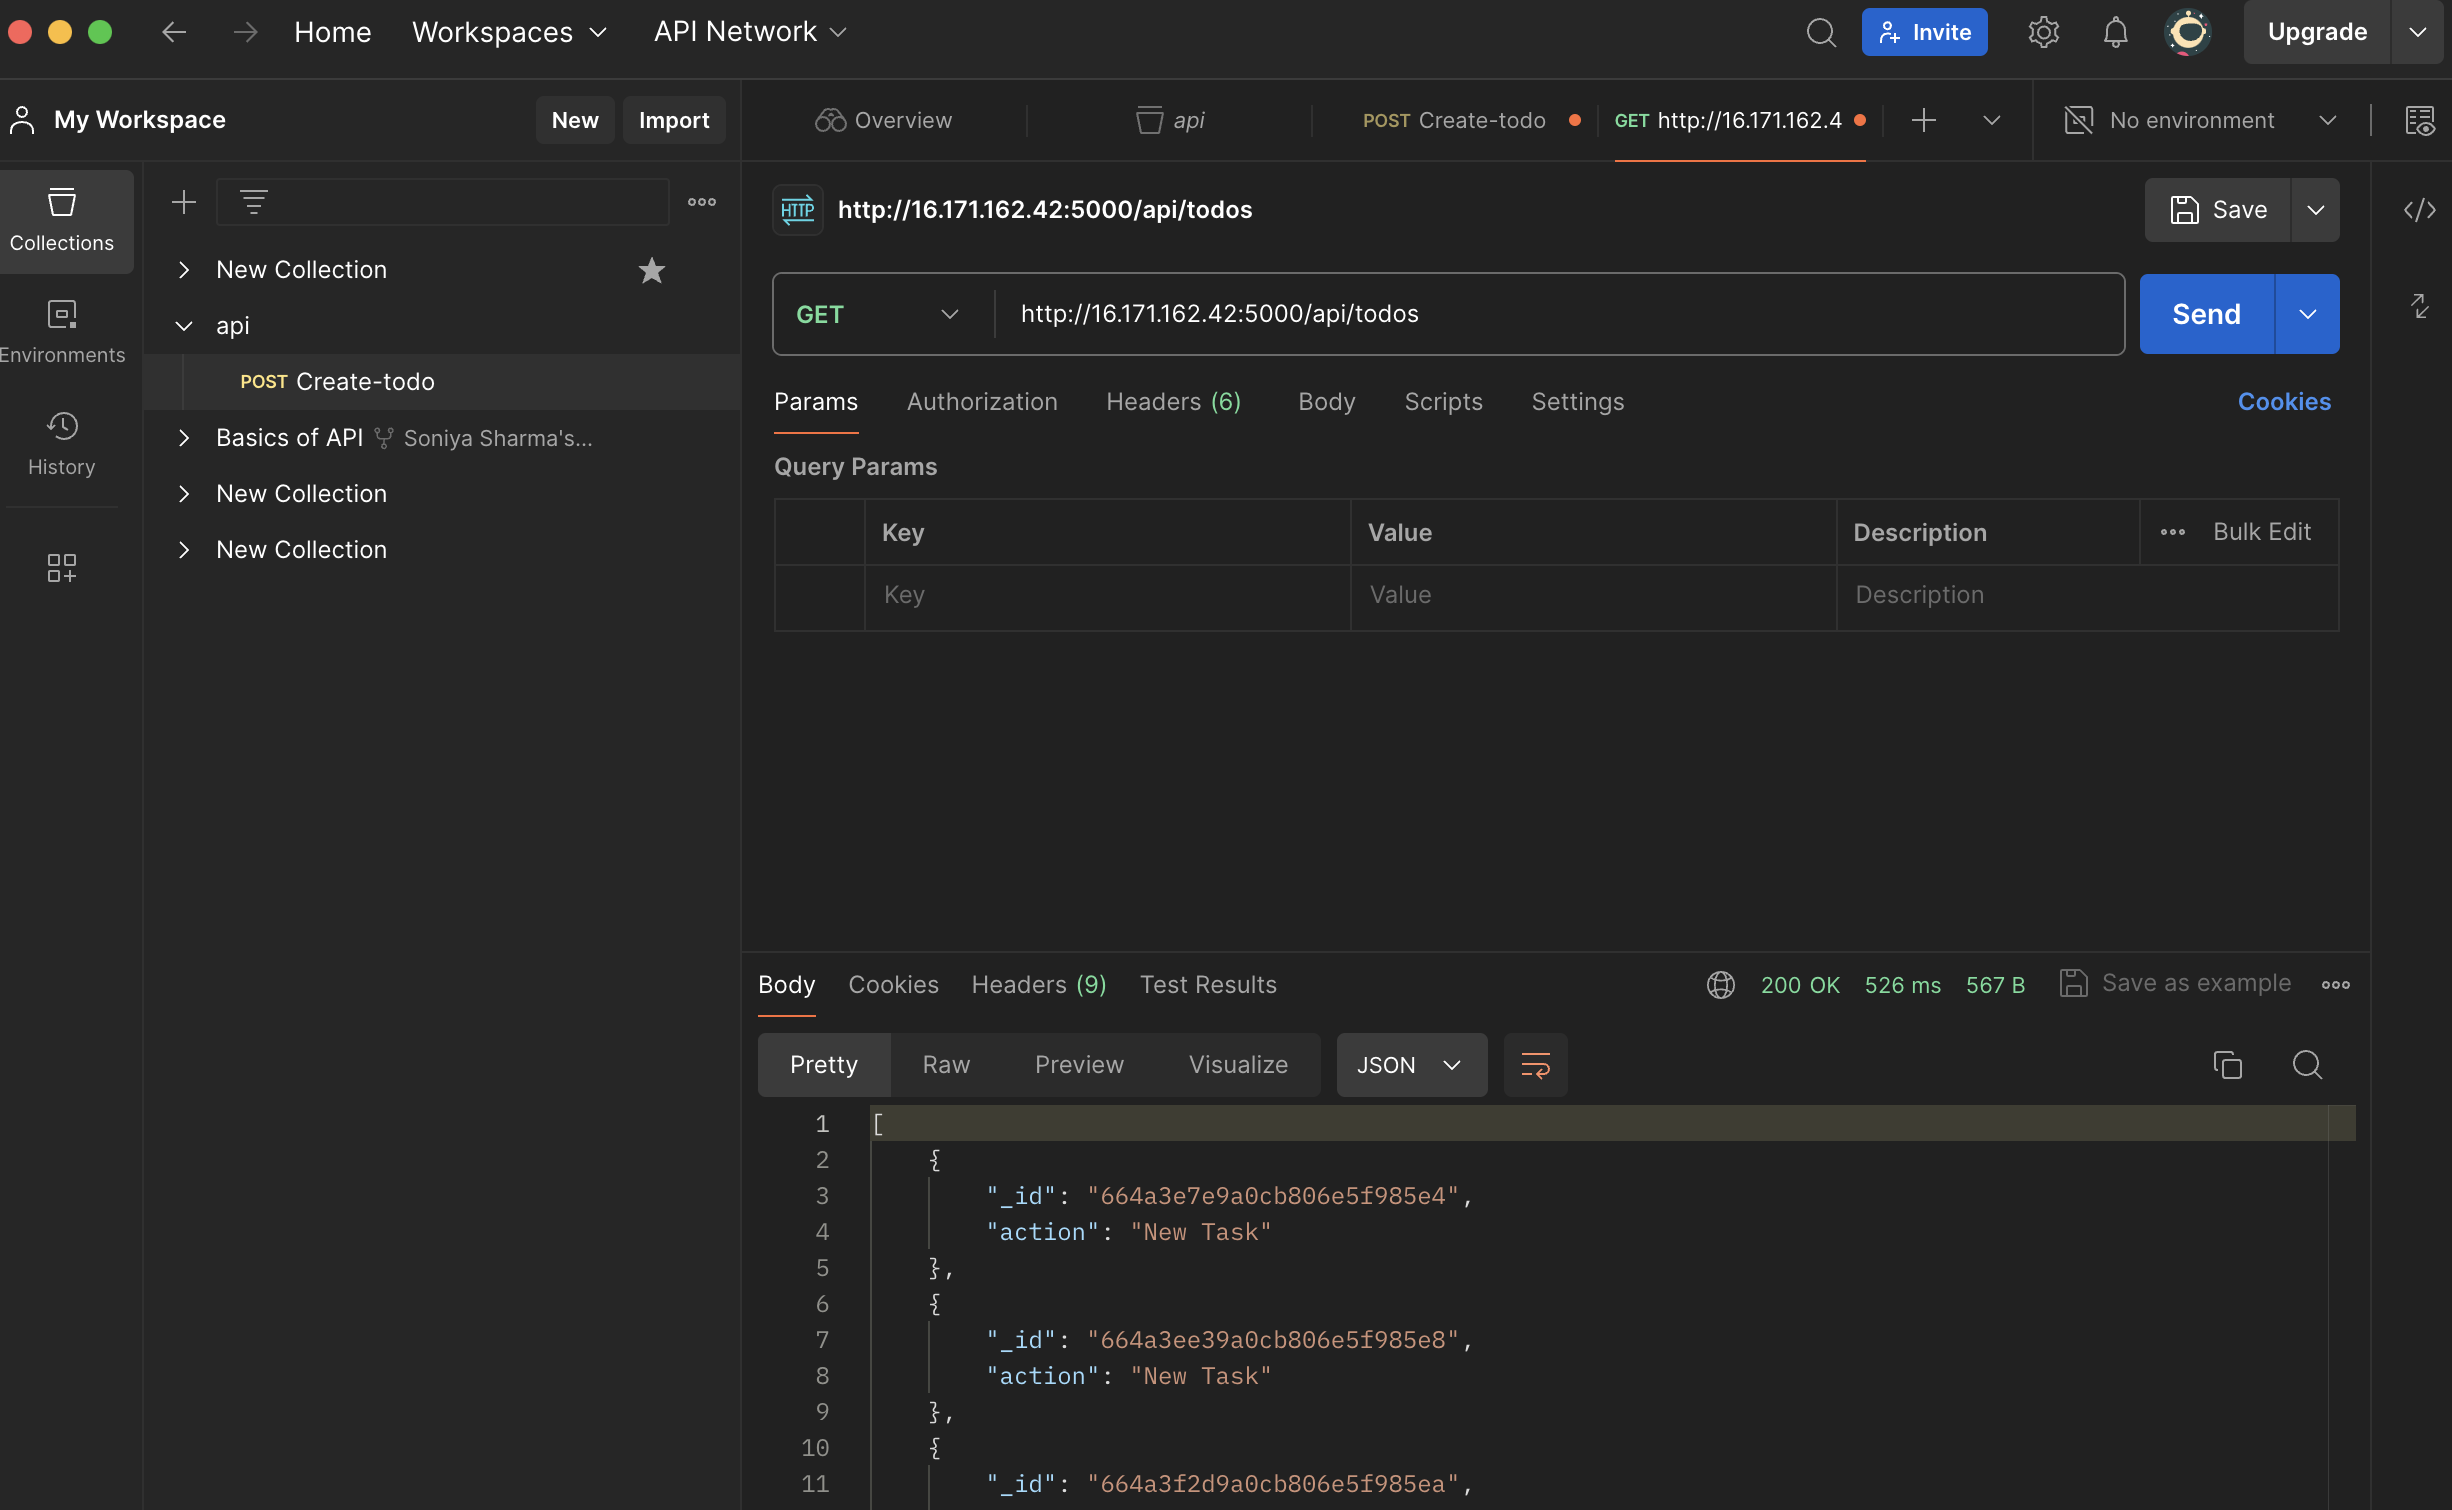 Home Workspaces API Network Invite Upgrade
My Workspace New Import
Overview api POST Create-todo GET http://16.171.162.4 No environment
Collections
Environments
History
New Collection
api
POST Create-todo
Basics of API Soniya Sharma's...
New Collection
New Collection
HTTP http://16.171.162.42:5000/api/todos Save
GET http://16.171.162.42:5000/api/todos Send
Params Authorization Headers (6) Body Scripts Settings Cookies
Query Params
Key Value Description Bulk Edit
Key Value Description
Body Cookies Headers (9) Test Results 200 OK 526 ms 567 B Save as example
Pretty Raw Preview Visualize JSON
1 [
2 {
3 "_id": "664a3e7e9a0cb806e5f985e4",
4 "action": "New Task"
5 },
6 {
7 "_id": "664a3ee39a0cb806e5f985e8",
8 "action": "New Task"
9 },
10 {
11 "_id": "664a3f2d9a0cb806e5f985ea",